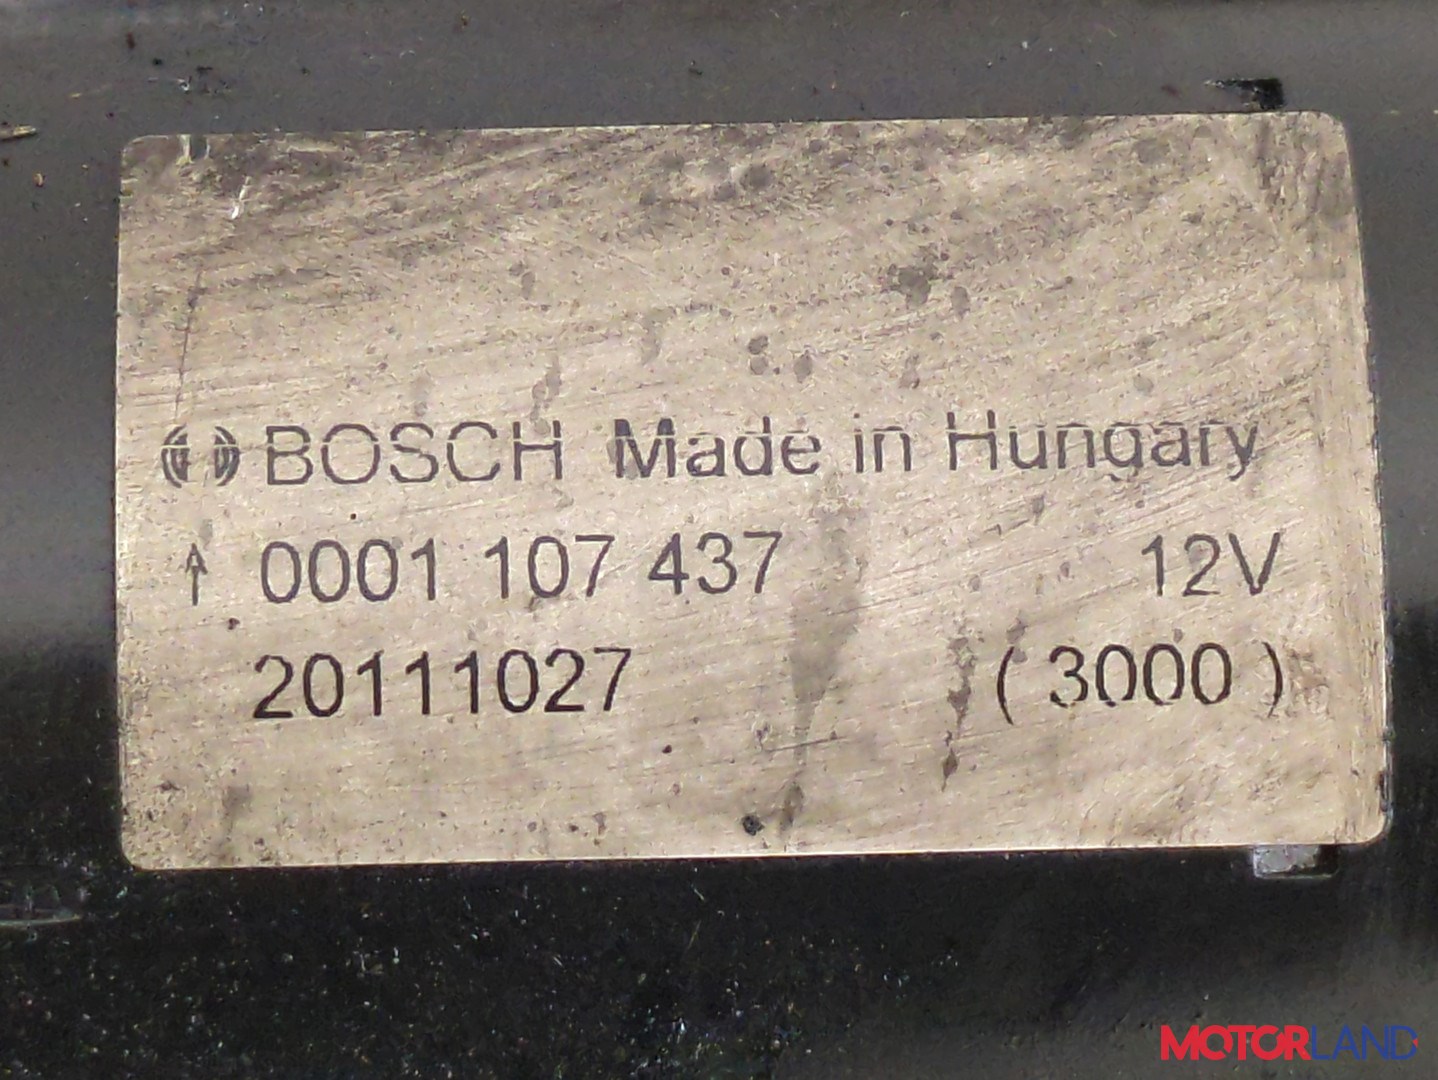 BOSCH Made in Hungary
↑ 0001 107 437 12V
20111027 ( 3000 )
MOTORLAND